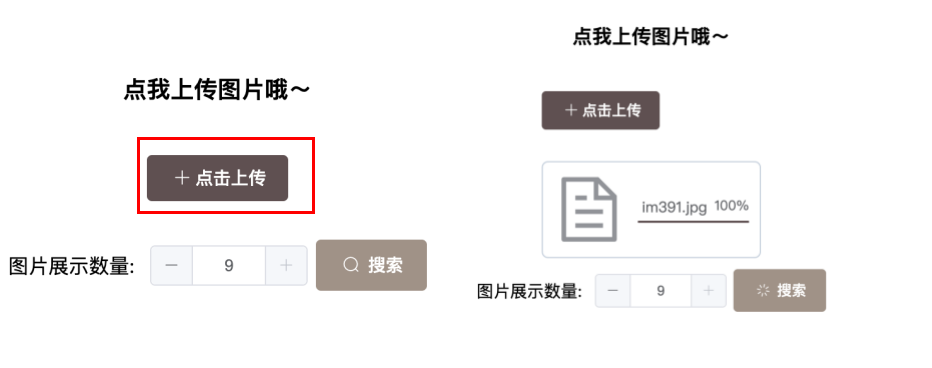 点我上传图片哦～
+ 点击上传
图片展示数量:
− 9 +
搜索
点我上传图片哦～
+ 点击上传
im391.jpg 100%
图片展示数量:
− 9 +
搜索